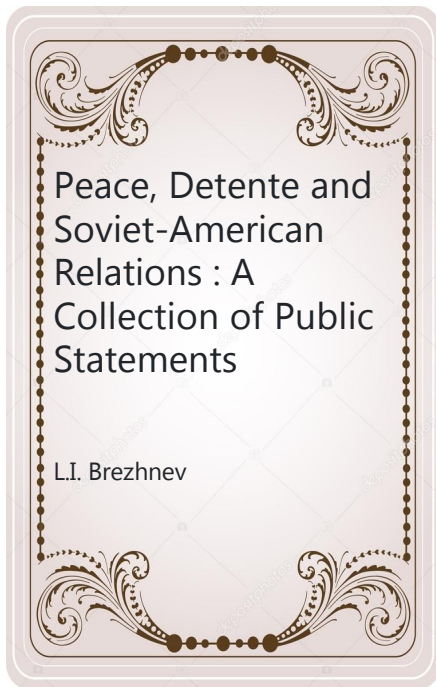 Peace, Detente and
Soviet-American
Relations : A
Collection of Public
Statements
L.I. Brezhnev